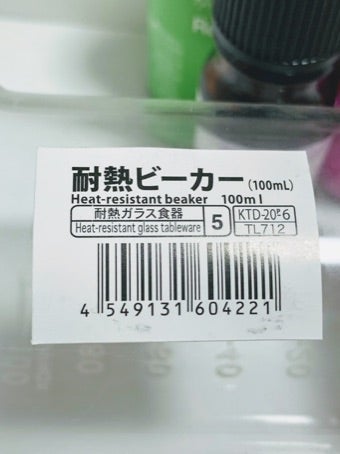 耐熱ビーカー(100mL)
Heat-resistant beaker 100ml
耐熱ガラス食器
Heat-resistant glass tableware
5
KTD-20
TL712
4 549131 604221